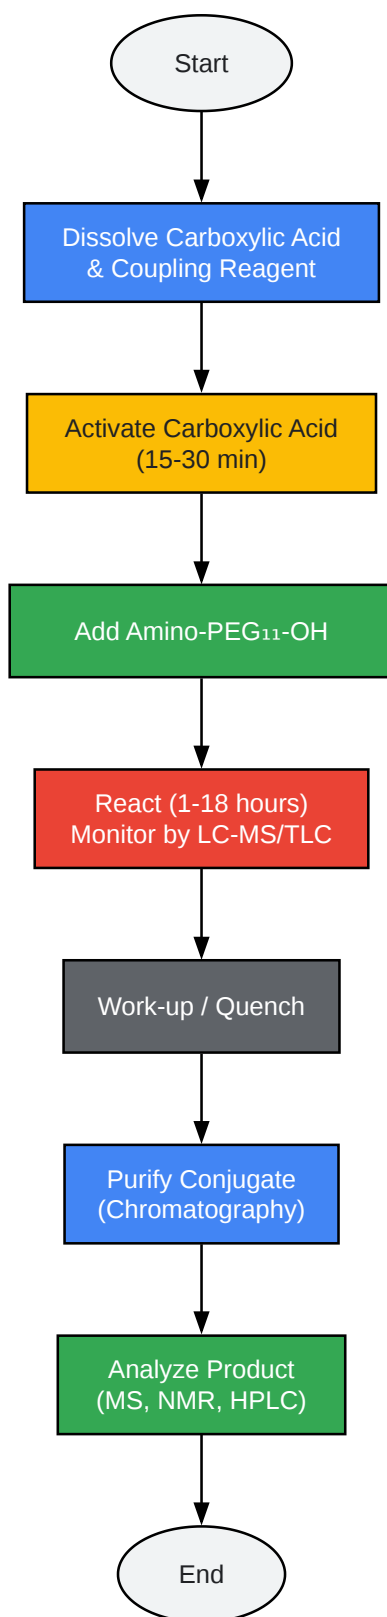 Start
Dissolve Carboxylic Acid
& Coupling Reagent
Activate Carboxylic Acid
(15-30 min)
Add Amino-PEG₁₁-OH
React (1-18 hours)
Monitor by LC-MS/TLC
Work-up / Quench
Purify Conjugate
(Chromatography)
Analyze Product
(MS, NMR, HPLC)
End